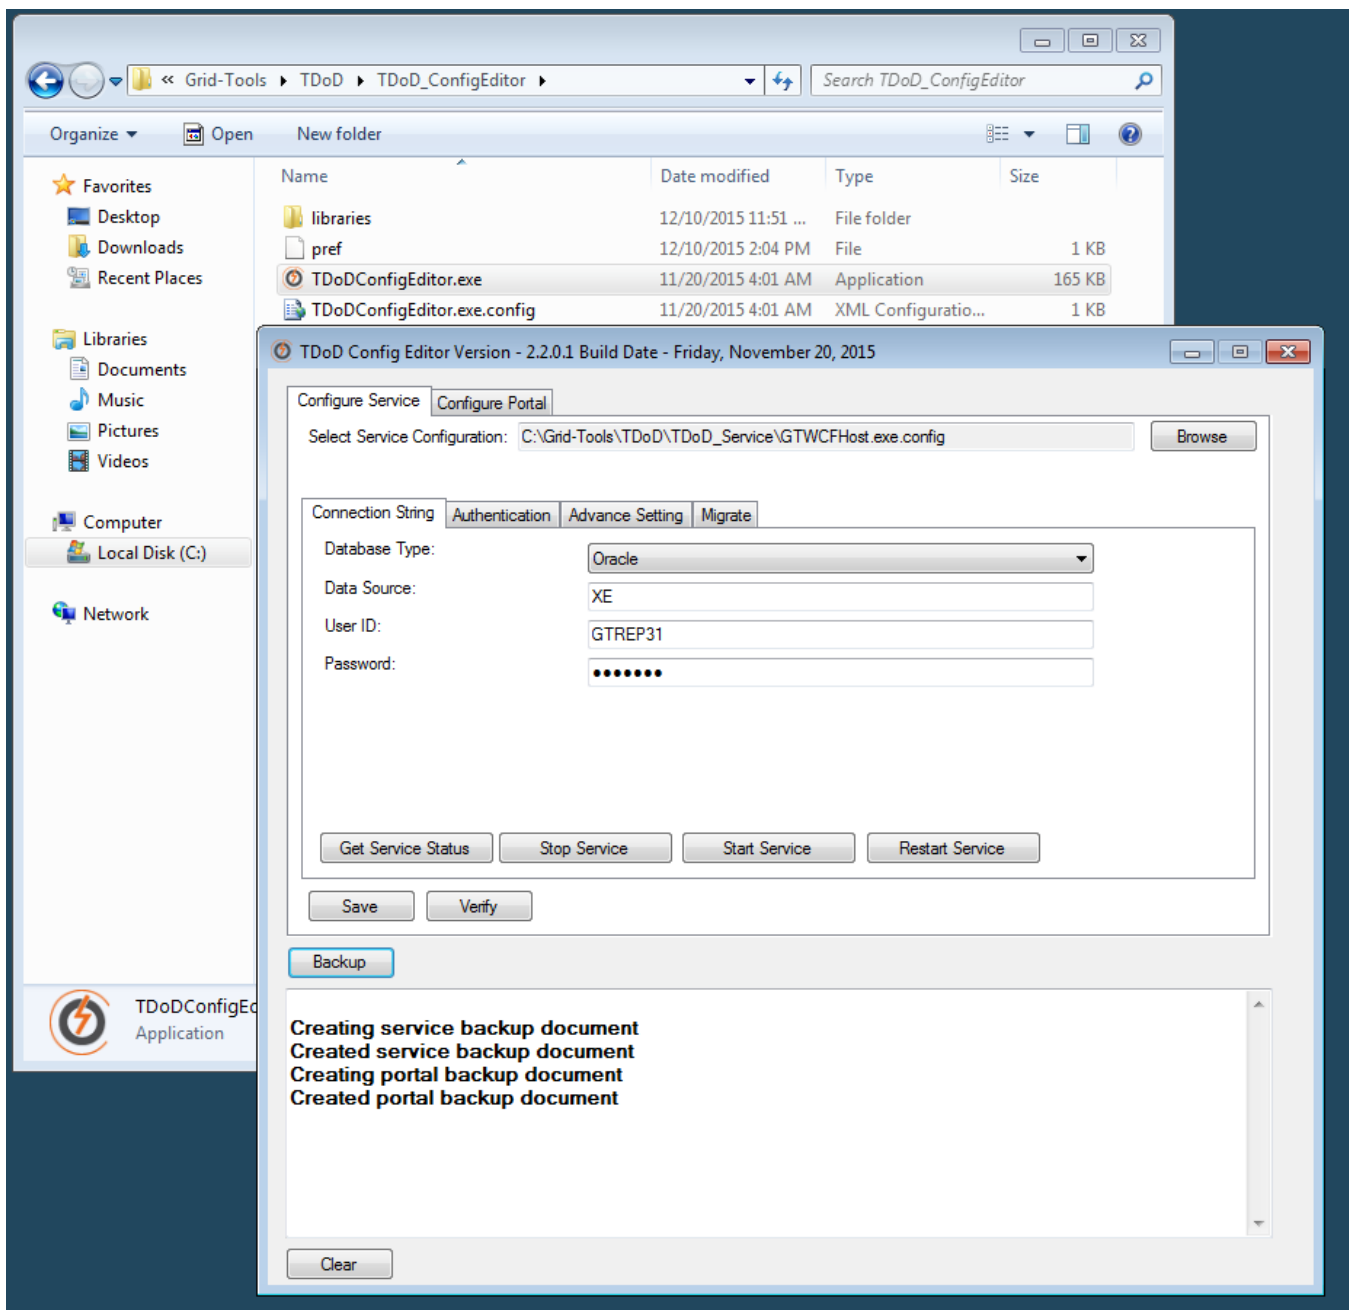 « Grid-Tools ▸ TDoD ▸ TDoD_ConfigEditor ▸
Search TDoD_ConfigEditor
Organize ▾ Open New folder
Name Date modified Type Size
libraries 12/10/2015 11:51 ... File folder
pref 12/10/2015 2:04 PM File 1 KB
TDoDConfigEditor.exe 11/20/2015 4:01 AM Application 165 KB
TDoDConfigEditor.exe.config 11/20/2015 4:01 AM XML Configuratio... 1 KB
Favorites
Desktop
Downloads
Recent Places
Libraries
Documents
Music
Pictures
Videos
Computer
Local Disk (C:)
Network
TDoDConfigEd
Application
TDoD Config Editor Version - 2.2.0.1 Build Date - Friday, November 20, 2015
Configure Service Configure Portal
Select Service Configuration: C:\Grid-Tools\TDoD\TDoD_Service\GTWCFHost.exe.config Browse
Connection String Authentication Advance Setting Migrate
Database Type: Oracle
Data Source: XE
User ID: GTREP31
Password: •••••••
Get Service Status Stop Service Start Service Restart Service
Save Verify
Backup
Creating service backup document
Created service backup document
Creating portal backup document
Created portal backup document
Clear